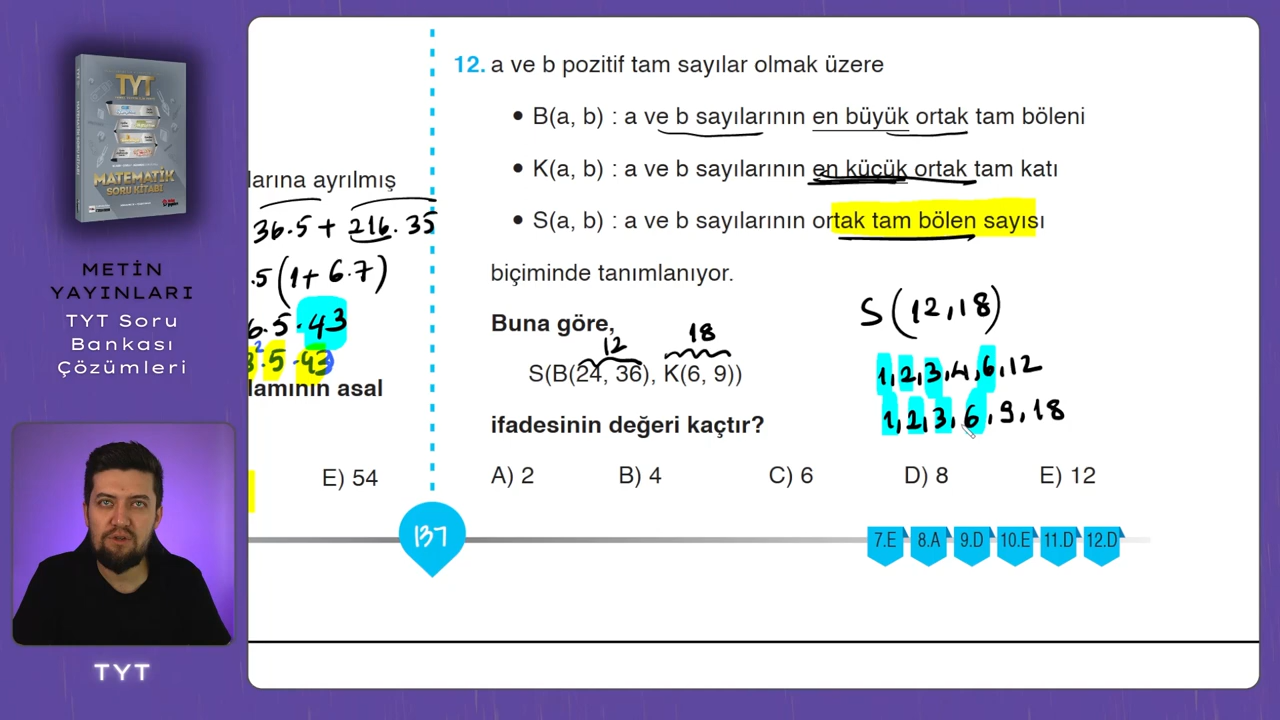 TYT
MATEMATİK
SORU KİTABI
METİN
YAYINLARI
TYT Soru
Bankası
Çözümleri
TYT
larına ayrılmış
36.5 + 216.35
.5(1+ 6.7)
6.5.43
3².5.43
lamının asal
E) 54
137
12. a ve b pozitif tam sayılar olmak üzere
• B(a, b) : a ve b sayılarının en büyük ortak tam böleni
• K(a, b) : a ve b sayılarının en küçük ortak tam katı
• S(a, b) : a ve b sayılarının ortak tam bölen sayısı
biçiminde tanımlanıyor.
Buna göre,
12 18
S(B(24, 36), K(6, 9))
ifadesinin değeri kaçtır?
S(12,18)
1,2,3,4,6,12
1,2,3,6,9,18
A) 2 B) 4 C) 6 D) 8 E) 12
7.E 8.A 9.D 10.E 11.D 12.D